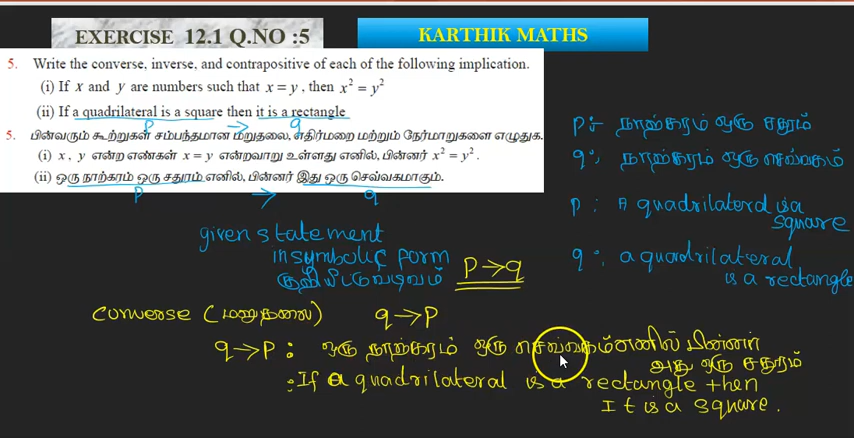 EXERCISE 12.1 Q.NO :5
KARTHIK MATHS
5. Write the converse, inverse, and contrapositive of each of the following implication.
(i) If x and y are numbers such that x = y, then x² = y²
(ii) If a quadrilateral is a square then it is a rectangle
p → q
5. பின்வரும் கூற்றுகள் சம்பந்தமான மறுதலை, எதிர்மறை மற்றும் நேர்மாறுகளை எழுதுக.
(i) x, y என்ற எண்கள் x = y என்றவாறு உள்ளது எனில், பின்னர் x² = y².
(ii) ஒரு நாற்கரம் ஒரு சதுரம் எனில், பின்னர் இது ஒரு செவ்வகமாகும்.
p → q
p :- நாற்கரம் ஒரு சதுரம்
q : நாற்கரம் ஒரு செவ்வகம்
p : A quadrilateral is a
square
q : a quadrilateral
is a rectangle
given statement
in symbolic form
குறியீட்டு வடிவம்
p → q
Converse (மறுதலை) q → p
q → p : ஒரு நாற்கரம் ஒரு செவ்வகம் எனில் பின்னர்
அது ஒரு சதுரம்
: If a quadrilateral is a rectangle then
It is a square.